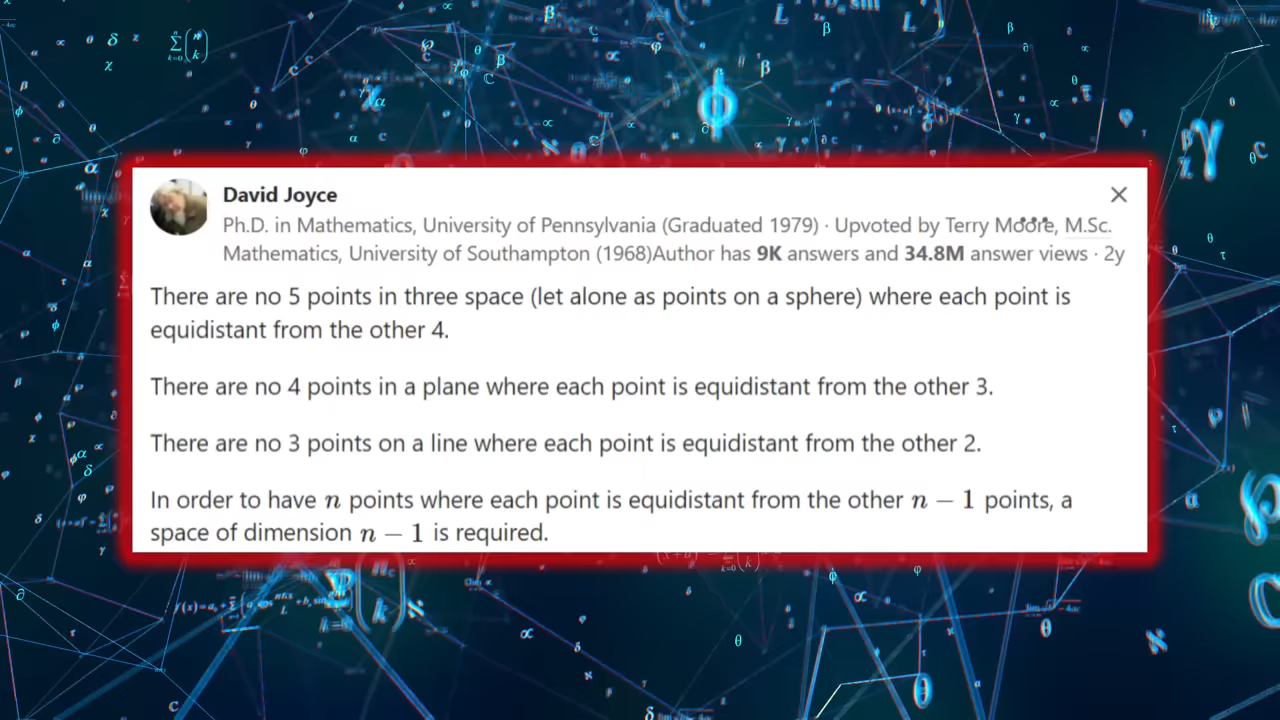 David Joyce
Ph.D. in Mathematics, University of Pennsylvania (Graduated 1979) · Upvoted by Terry Moore, M.Sc.
Mathematics, University of Southampton (1968)Author has 9K answers and 34.8M answer views · 2y
There are no 5 points in three space (let alone as points on a sphere) where each point is
equidistant from the other 4.
There are no 4 points in a plane where each point is equidistant from the other 3.
There are no 3 points on a line where each point is equidistant from the other 2.
In order to have n points where each point is equidistant from the other n − 1 points, a
space of dimension n − 1 is required.